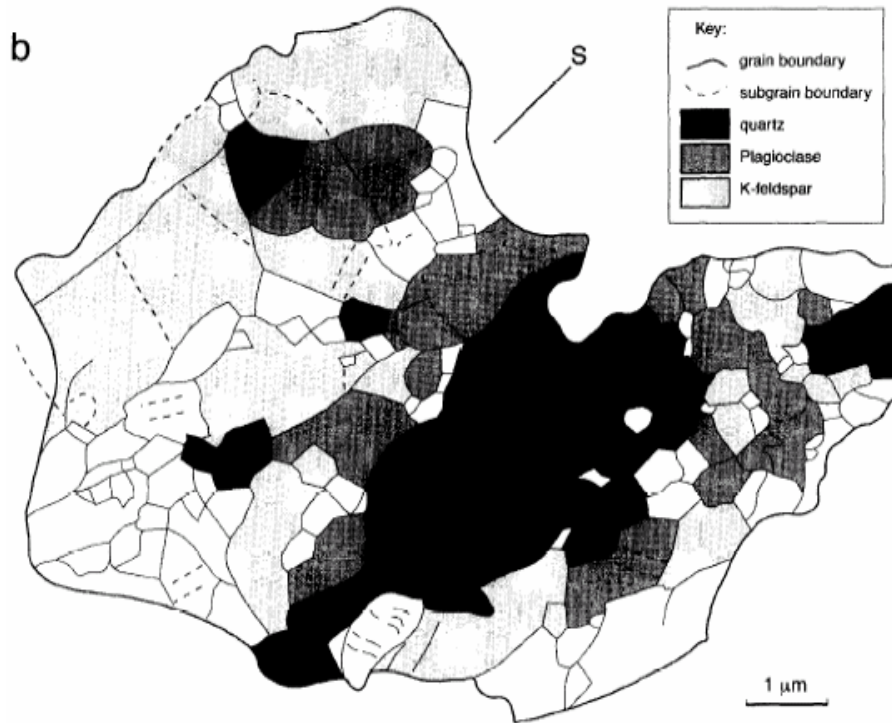 b
S
Key:
grain boundary
subgrain boundary
quartz
Plagioclase
K-feldspar
1 μm